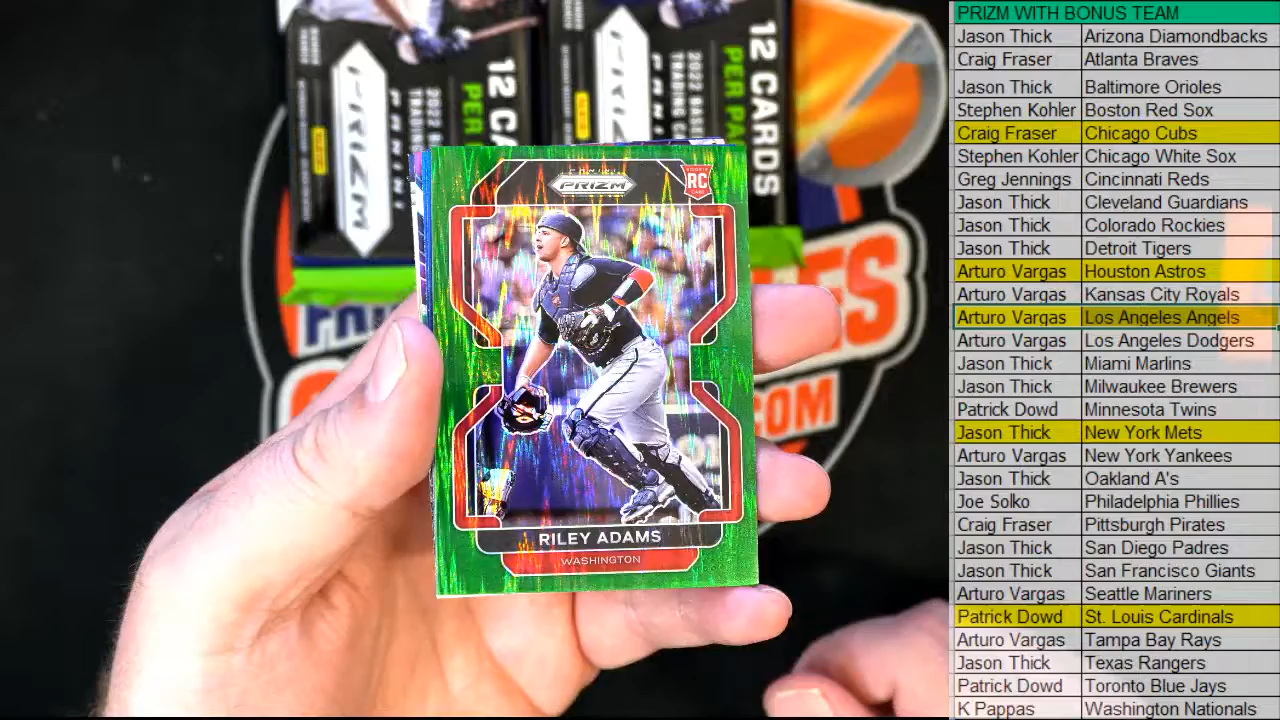 12 CARDS
PER PA
PRIZM
12 CA
PER
PRIZM
PRIZM
RC
RILEY ADAMS
WASHINGTON
ES
.COM
PRIZM WITH BONUS TEAM
Jason Thick Arizona Diamondbacks
Craig Fraser Atlanta Braves
Jason Thick Baltimore Orioles
Stephen Kohler Boston Red Sox
Craig Fraser Chicago Cubs
Stephen Kohler Chicago White Sox
Greg Jennings Cincinnati Reds
Jason Thick Cleveland Guardians
Jason Thick Colorado Rockies
Jason Thick Detroit Tigers
Arturo Vargas Houston Astros
Arturo Vargas Kansas City Royals
Arturo Vargas Los Angeles Angels
Arturo Vargas Los Angeles Dodgers
Jason Thick Miami Marlins
Jason Thick Milwaukee Brewers
Patrick Dowd Minnesota Twins
Jason Thick New York Mets
Arturo Vargas New York Yankees
Jason Thick Oakland A's
Joe Solko Philadelphia Phillies
Craig Fraser Pittsburgh Pirates
Jason Thick San Diego Padres
Jason Thick San Francisco Giants
Arturo Vargas Seattle Mariners
Patrick Dowd St. Louis Cardinals
Arturo Vargas Tampa Bay Rays
Jason Thick Texas Rangers
Patrick Dowd Toronto Blue Jays
K Pappas Washington Nationals